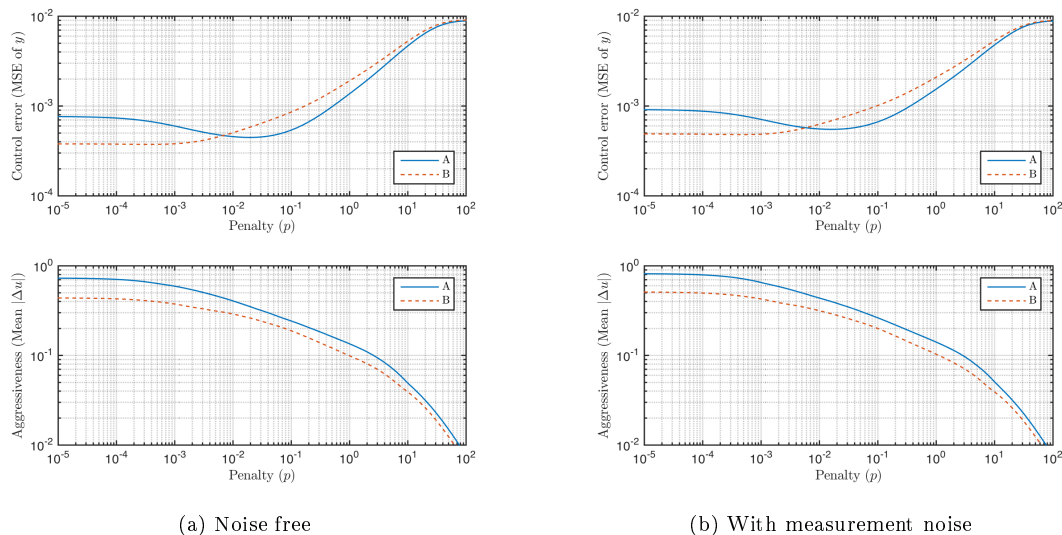 10^-2
10^-3
10^-4
Control error (MSE of y)
A
B
10^-5 10^-4 10^-3 10^-2 10^-1 10^0 10^1 10^2
Penalty (p)
10^0
10^-1
10^-2
Aggressiveness (Mean |Δu|)
A
B
10^-5 10^-4 10^-3 10^-2 10^-1 10^0 10^1 10^2
Penalty (p)
(a) Noise free
10^-2
10^-3
10^-4
Control error (MSE of y)
A
B
10^-5 10^-4 10^-3 10^-2 10^-1 10^0 10^1 10^2
Penalty (p)
10^0
10^-1
10^-2
Aggressiveness (Mean |Δu|)
A
B
10^-5 10^-4 10^-3 10^-2 10^-1 10^0 10^1 10^2
Penalty (p)
(b) With measurement noise